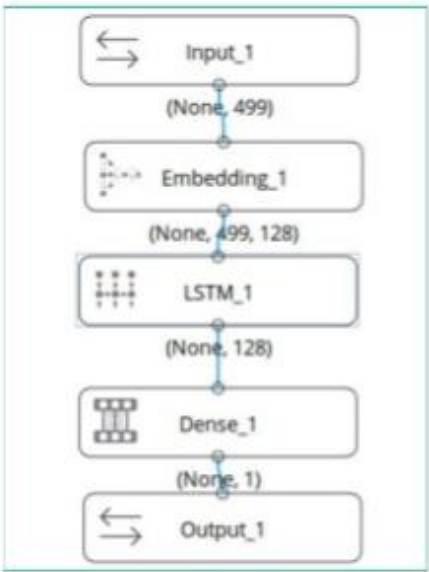 Input_1
(None, 499)
Embedding_1
(None, 499, 128)
LSTM_1
(None, 128)
Dense_1
(None, 1)
Output_1